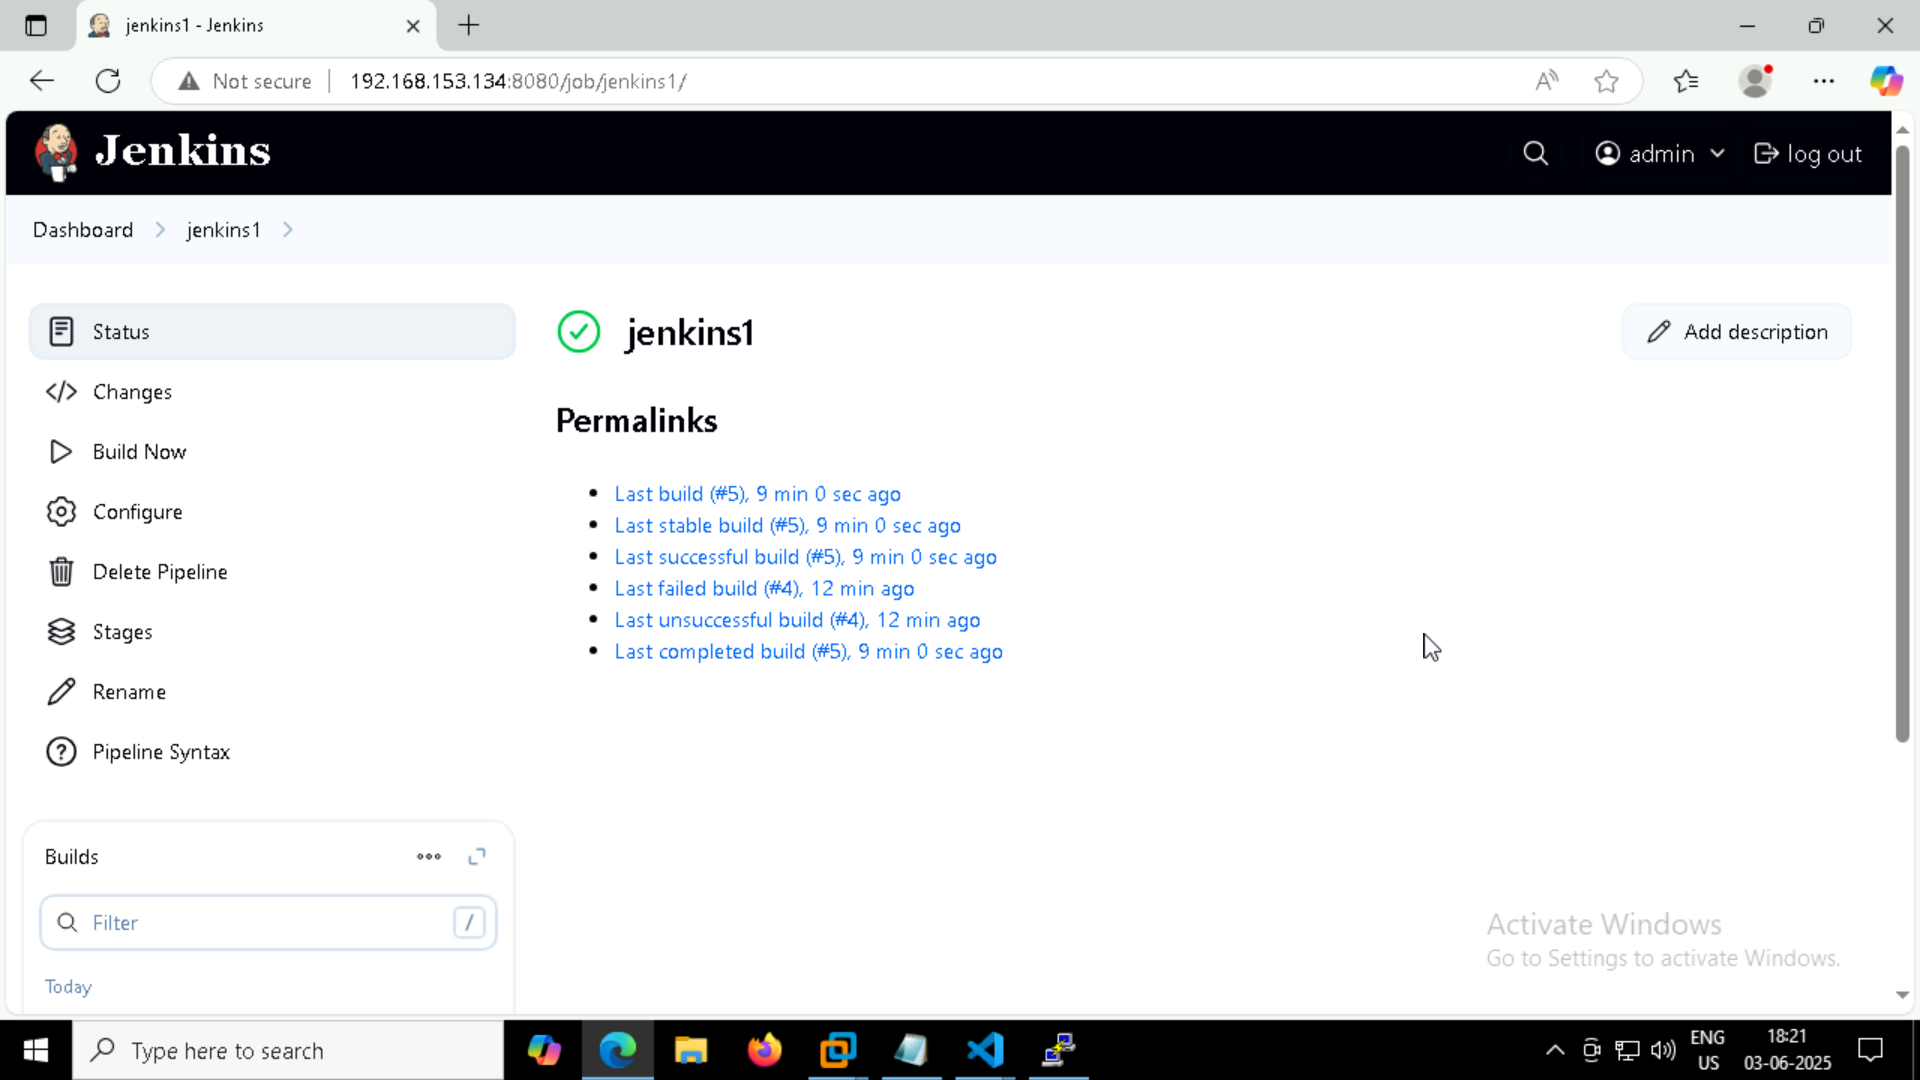 jenkins1 - Jenkins
Not secure 192.168.153.134:8080/job/jenkins1/
Jenkins
admin
log out
Dashboard jenkins1
Status
Changes
Build Now
Configure
Delete Pipeline
Stages
Rename
Pipeline Syntax
Builds
Filter /
Today
jenkins1
Add description
Permalinks
Last build (#5), 9 min 0 sec ago
Last stable build (#5), 9 min 0 sec ago
Last successful build (#5), 9 min 0 sec ago
Last failed build (#4), 12 min ago
Last unsuccessful build (#4), 12 min ago
Last completed build (#5), 9 min 0 sec ago
Activate Windows
Go to Settings to activate Windows.
Type here to search
ENG
US
18:21
03-06-2025